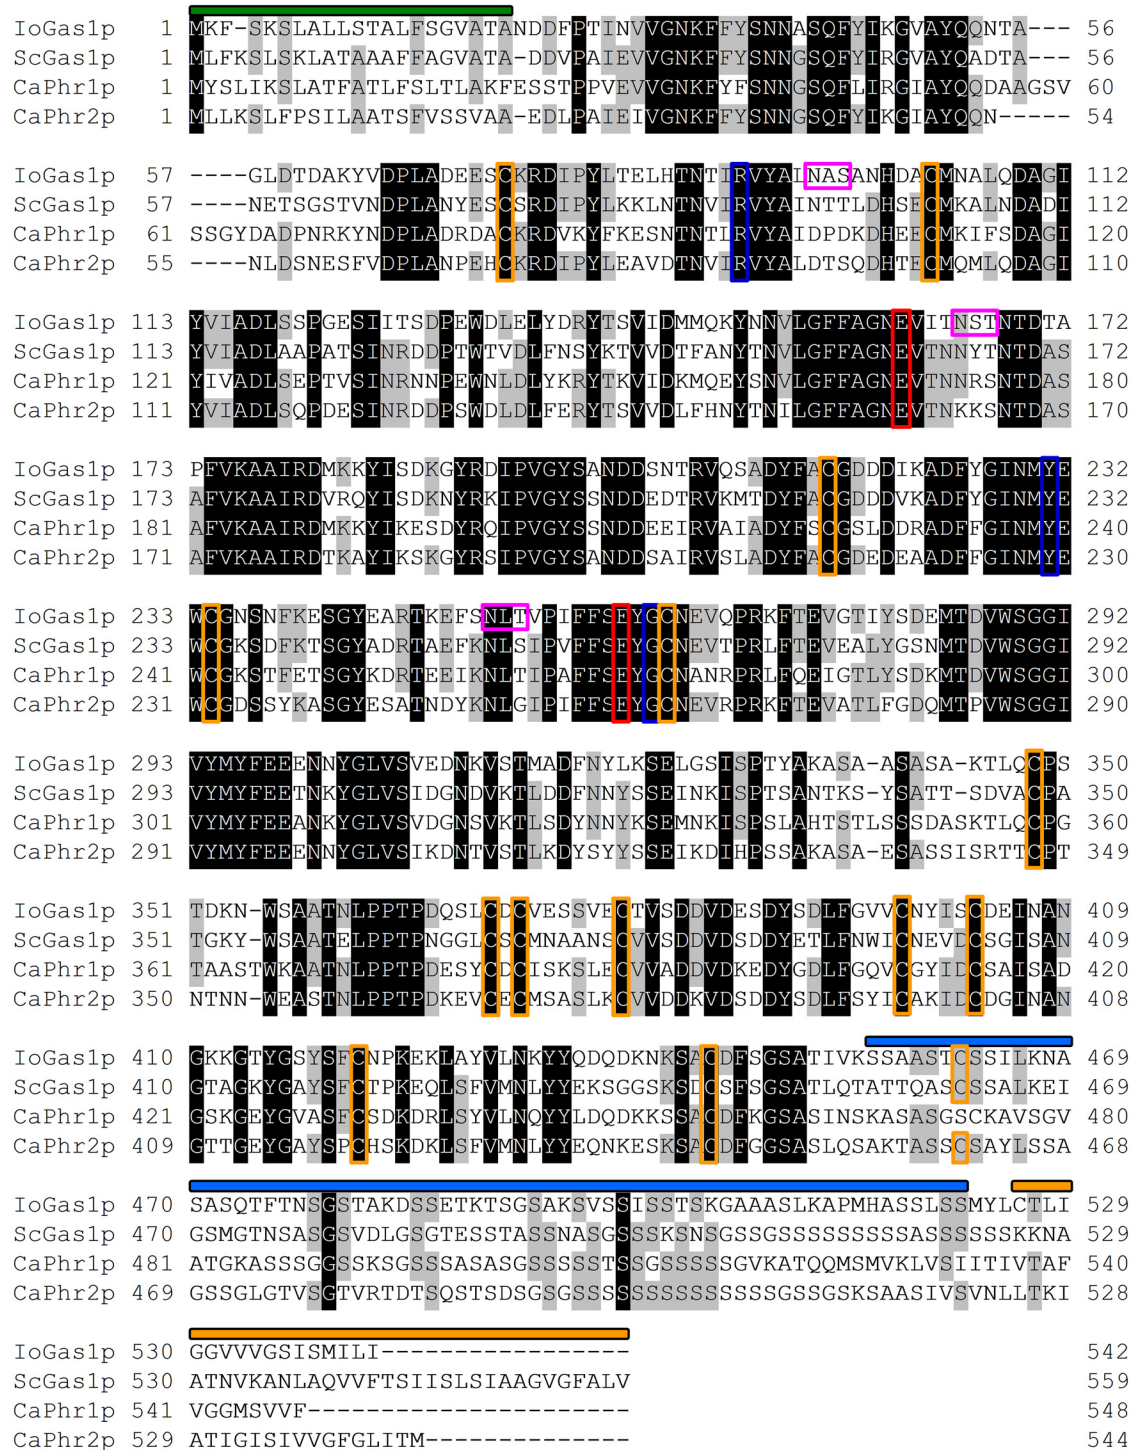 IoGas1p 1 MKF-SKSLALLSTALFSGVATANDDFPTINVVGNKFFYSNNASQFYIKGVAYQQNTA--- 56
ScGas1p 1 MLFKSLSKLATAAAFFAGVATA-DDVPAIEVVGNKFFYSNNGSQFYIRGVAYQADTA--- 56
CaPhr1p 1 MYSLIKSLATFATLFSLTLAKFESSTPPVEVVGNKFYFSNNGSQFLIRGIAYQQDAAGSV 60
CaPhr2p 1 MLLKSLFPSILAATSFVSSVAA-EDLPAIEIVGNKFFYSNNGSQFYIKGIAYQQN----- 54
IoGas1p 57 ----GLDTDAKYVDPLADEESCKRDIPYLTELHTNTIRVYAINASANHDACMNALQDAGI 112
ScGas1p 57 ----NETSGSTVNDPLANYESCSRDIPYLKKLNTNVIRVYAINTTLDHSECMKALNDADI 112
CaPhr1p 61 SSGYDADPNRKYNDPLADRDACKRDVKYFKESNTNTLRVYAIDPDKDHEECMKIFSDAGI 120
CaPhr2p 55 ----NLDSNESFVDPLANPEHCKRDIPYLEAVDTNVIRVYALDTSQDHTECMQMLQDAGI 110
IoGas1p 113 YVIADLSSPGESIITSDPEWDLELYDRYTSVIDMMQKYNNVLGFFAGNEVITNSTNTDTA 172
ScGas1p 113 YVIADLAAPATSINRDDPTWTVDLFNSYKTVVDTFANYTNVLGFFAGNEVTNNYTNTDAS 172
CaPhr1p 121 YIVADLSEPTVSINRNNPEWNLDLYKRYTKVIDKMQEYSNVLGFFAGNEVTNNRSNTDAS 180
CaPhr2p 111 YVIADLSQPDESINRDDPSWDLDLFERYTSVVDLFHNYTNILGFFAGNEVTNKKSNTDAS 170
IoGas1p 173 PFVKAAIRDMKKYISDKGYRDIPVGYSANDDSNTRVQSADYFACGDDDIKADFYGINMYE 232
ScGas1p 173 AFVKAAIRDVRQYISDKNYRKIPVGYSSNDDEDTRVKMTDYFACGDDDVKADFYGINMYE 232
CaPhr1p 181 AFVKAAIRDMKKYIKESDYRQIPVGYSSNDDEEIRVAIADYFSCGSLDDRADFFGINMYE 240
CaPhr2p 171 AFVKAAIRDTKAYIKSKGYRSIPVGYSANDDSAIRVSLADYFACGDEDEAADFFGINMYE 230
IoGas1p 233 WCGNSNFKESGYEARTKEFSNLTVPIFFSEYGCNEVQPRKFTEVGTIYSDEMTDVWSGGI 292
ScGas1p 233 WCGKSDFKTSGYADRTAEFKNLSIPVFFSEYGCNEVTPRLFTEVEALYGSNMTDVWSGGI 292
CaPhr1p 241 WCGKSTFETSGYKDRTEEIKNLTIPAFFSEYGCNANRPRLFQEIGTLYSDKMTDVWSGGI 300
CaPhr2p 231 WCGDSSYKASGYESATNDYKNLGIPIFFSEYGCNEVRPRKFTEVATLFGDQMTPVWSGGI 290
IoGas1p 293 VYMYFEEENNYGLVSVEDNKVSTMADFNYLKSELGSISPTYAKASA-ASASA-KTLQCPS 350
ScGas1p 293 VYMYFEETNKYGLVSIDGNDVKTLDDFNNYSSEINKISPTSANTKS-YSATT-SDVACPA 350
CaPhr1p 301 VYMYFEEANKYGLVSVDGNSVKTLSDYNNYKSEMNKISPSLAHTSTLSSSDASKTLQCPG 360
CaPhr2p 291 VYMYFEEENNYGLVSIKDNTVSTLKDYSYYSSEIKDIHPSSAKASA-ESASSISRTTCPT 349
IoGas1p 351 TDKN-WSAATNLPPTPDQSLCDCVESSVECTVSDDVDESDYSDLFGVVCNYISCDEINAN 409
ScGas1p 351 TGKY-WSAATELPPTPNGGLCSCMNAANSCVVSDDVDSDDYETLFNWICNEVDCSGISAN 409
CaPhr1p 361 TAASTWKAATNLPPTPDESYCDCISKSLECVVADDVDKEDYGDLFGQVCGYIDCSAISAD 420
CaPhr2p 350 NTNN-WEASTNLPPTPDKEVCECMSASLKCVVDDKVDSDDYSDLFSYICAKIDCDGINAN 408
IoGas1p 410 GKKGTYGSYSFCNPKEKLAYVLNKYYQDQDKNKSACDFSGSATIVKSSAASTCSSILKNA 469
ScGas1p 410 GTAGKYGAYSFCTPKEQLSFVMNLYYEKSGGSKSDCSFSGSATLQTATTQASCSSALKEI 469
CaPhr1p 421 GSKGEYGVASFCSDKDRLSYVLNQYYLDQDKKSSACDFKGSASINSKASASGSCKAVSGV 480
CaPhr2p 409 GTTGEYGAYSPCHSKDKLSFVMNLYYEQNKESKSACDFGGSASLQSAKTASSCSAYLSSA 468
IoGas1p 470 SASQTFTNSGSTAKDSSETKTSGSAKSVSSISSTSKGAAASLKAPMHASSLSSMYLCTLI 529
ScGas1p 470 GSMGTNSASGSVDLGSGTESSTASSNASGSSSKSNSGSSGSSSSSSSSSASSSSSSKKNA 529
CaPhr1p 481 ATGKASSSGGSSKSGSSSASASGSSSSSTSSGSSSSSGVKATQQMSMVKLVSIITIVTAF 540
CaPhr2p 469 GSSGLGTVSGTVRTDTSQSTSDSGSGSSSSSSSSSSSSSSGSSGSKSAASIVSVNLLTKI 528
IoGas1p 530 GGVVVGSISMILI----------------- 542
ScGas1p 530 ATNVKANLAQVVFTSIISLSIAAGVGFALV 559
CaPhr1p 541 VGGMSVVF---------------------- 548
CaPhr2p 529 ATIGISIVVGFGLITM-------------- 544